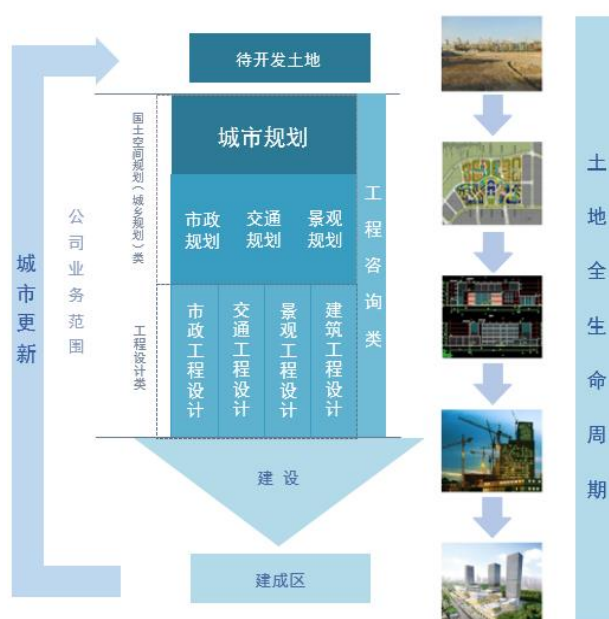 待开发土地
国土空间规划（城乡规划）类
城市规划
市政规划
交通规划
景观规划
工程咨询类
公司业务范围
城市更新
工程设计类
市政工程设计
交通工程设计
景观工程设计
建筑工程设计
建 设
建成区
土地全生命周期